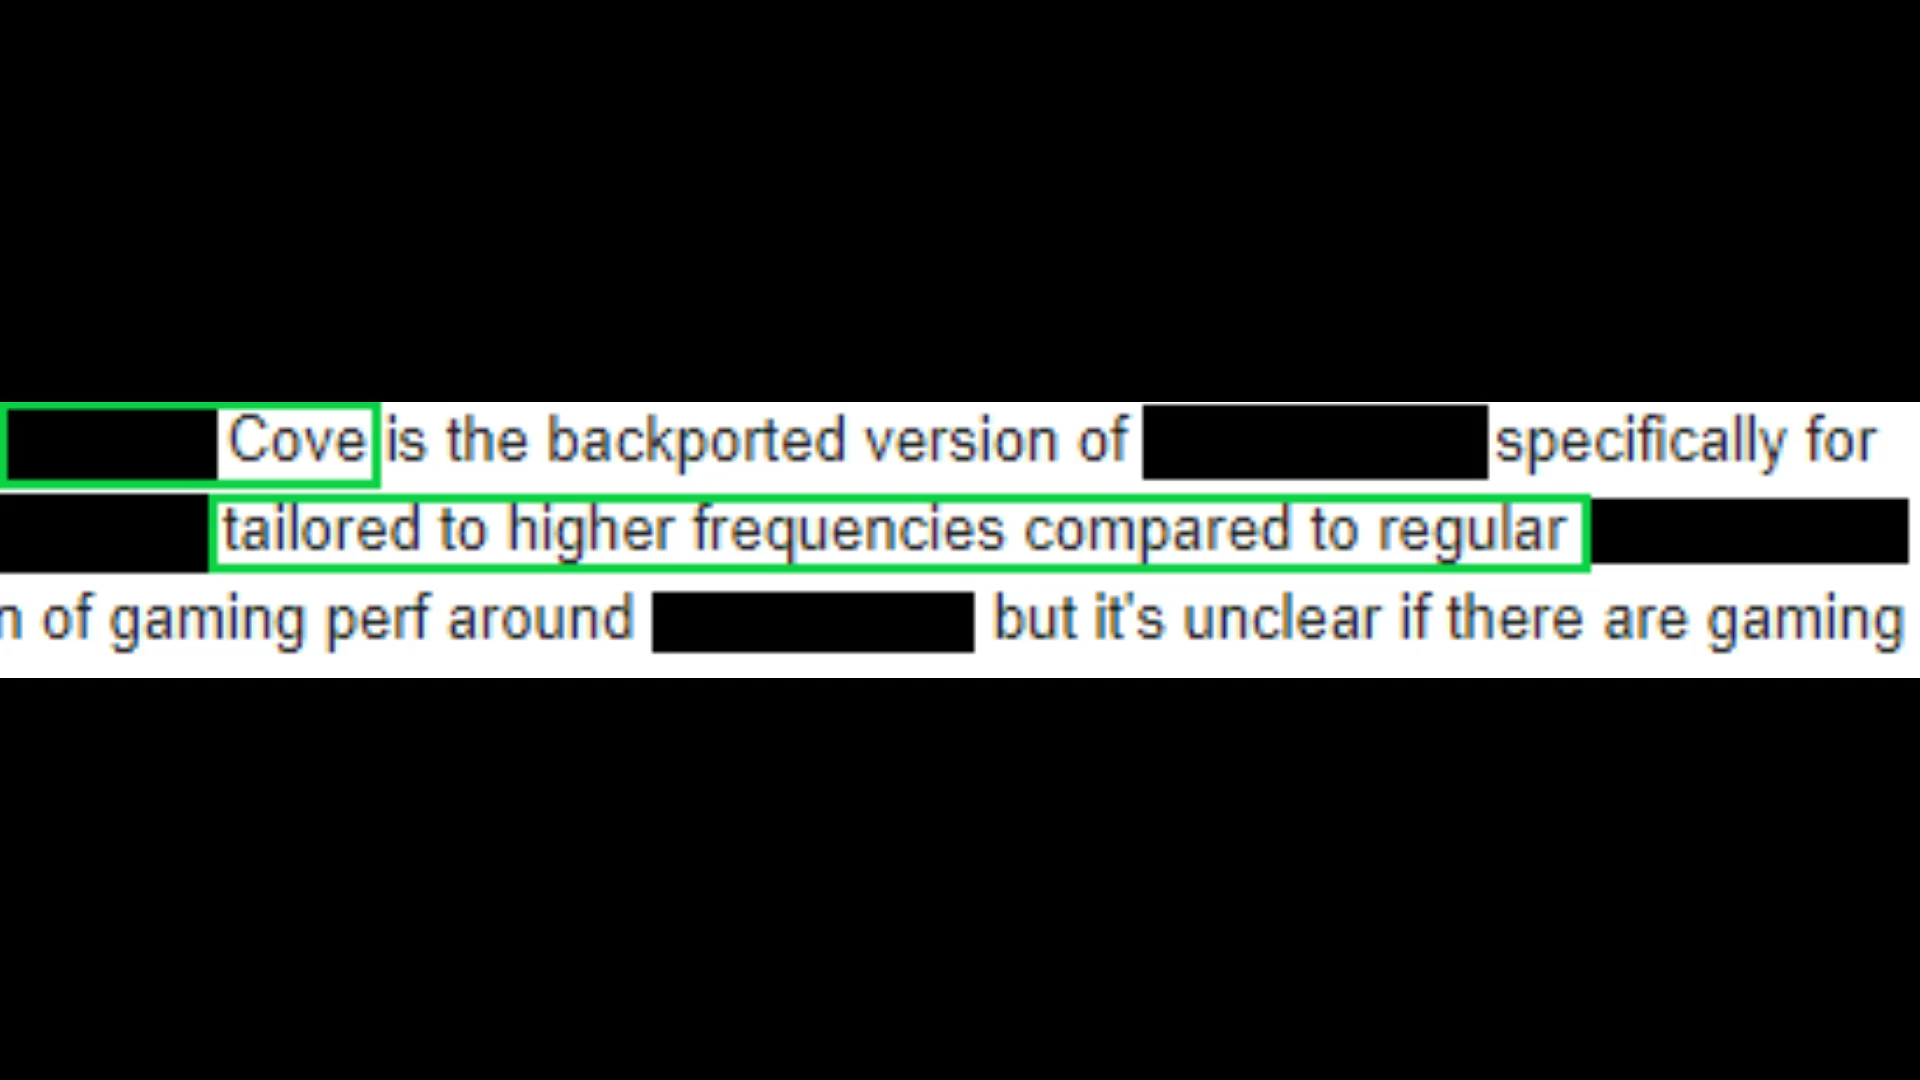 Cove is the backported version of specifically for
tailored to higher frequencies compared to regular
n of gaming perf around but it's unclear if there are gaming